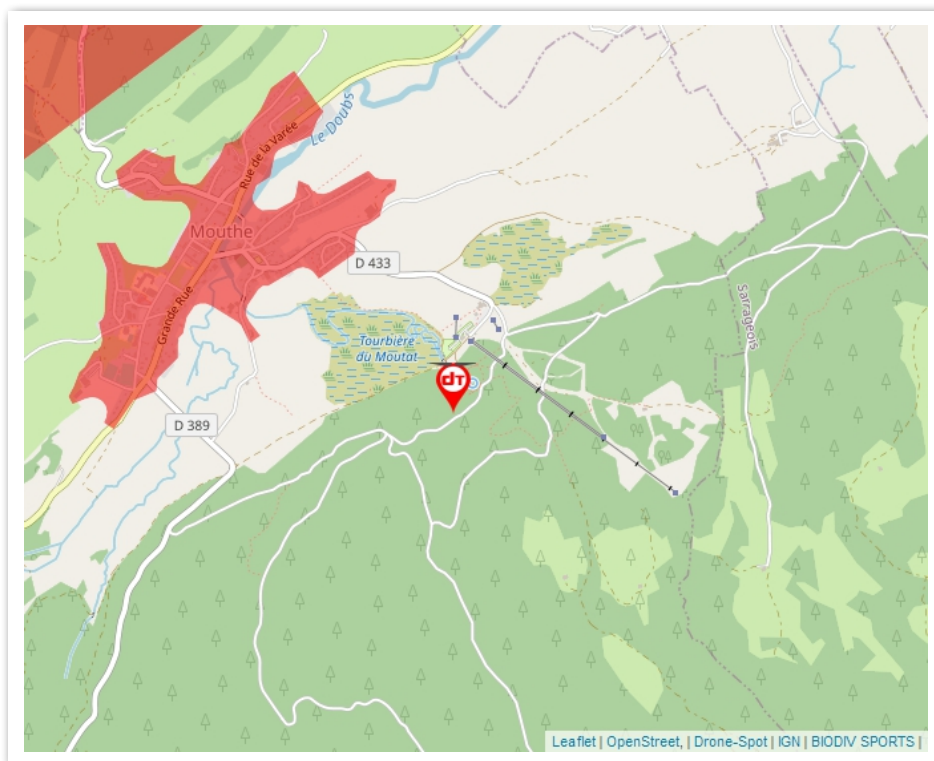 Le Doubs
Rue de la Varée
Mouthe
D 433
Grande Rue
Sarrageois
Tourbière
du Moutat
dT
D 389
Leaflet | OpenStreet, | Drone-Spot | IGN | BIODIV SPORTS |